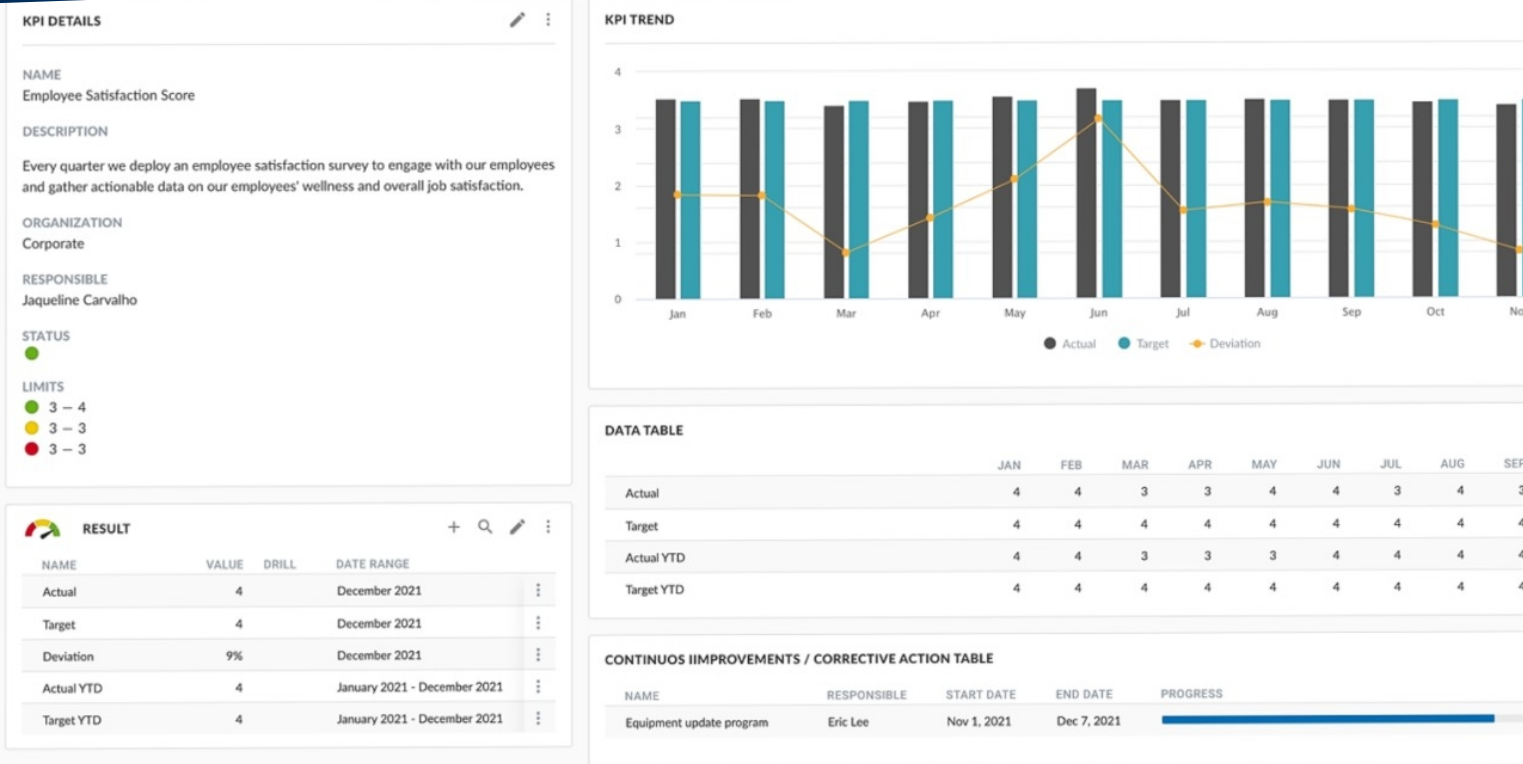 KPI DETAILS
NAME
Employee Satisfaction Score
DESCRIPTION
Every quarter we deploy an employee satisfaction survey to engage with our employees
and gather actionable data on our employees' wellness and overall job satisfaction.
ORGANIZATION
Corporate
RESPONSIBLE
Jaqueline Carvalho
STATUS
LIMITS
3 – 4
3 – 3
3 – 3
RESULT
NAME VALUE DRILL DATE RANGE
Actual 4 December 2021
Target 4 December 2021
Deviation 9% December 2021
Actual YTD 4 January 2021 - December 2021
Target YTD 4 January 2021 - December 2021
KPI TREND
4
3
2
1
0
Jan Feb Mar Apr May Jun Jul Aug Sep Oct No
Actual Target Deviation
DATA TABLE
JAN FEB MAR APR MAY JUN JUL AUG SEP
Actual 4 4 3 3 4 4 3 4 3
Target 4 4 4 4 4 4 4 4 4
Actual YTD 4 4 3 3 3 4 4 4 4
Target YTD 4 4 4 4 4 4 4 4 4
CONTINUOS IIMPROVEMENTS / CORRECTIVE ACTION TABLE
NAME RESPONSIBLE START DATE END DATE PROGRESS
Equipment update program Eric Lee Nov 1, 2021 Dec 7, 2021